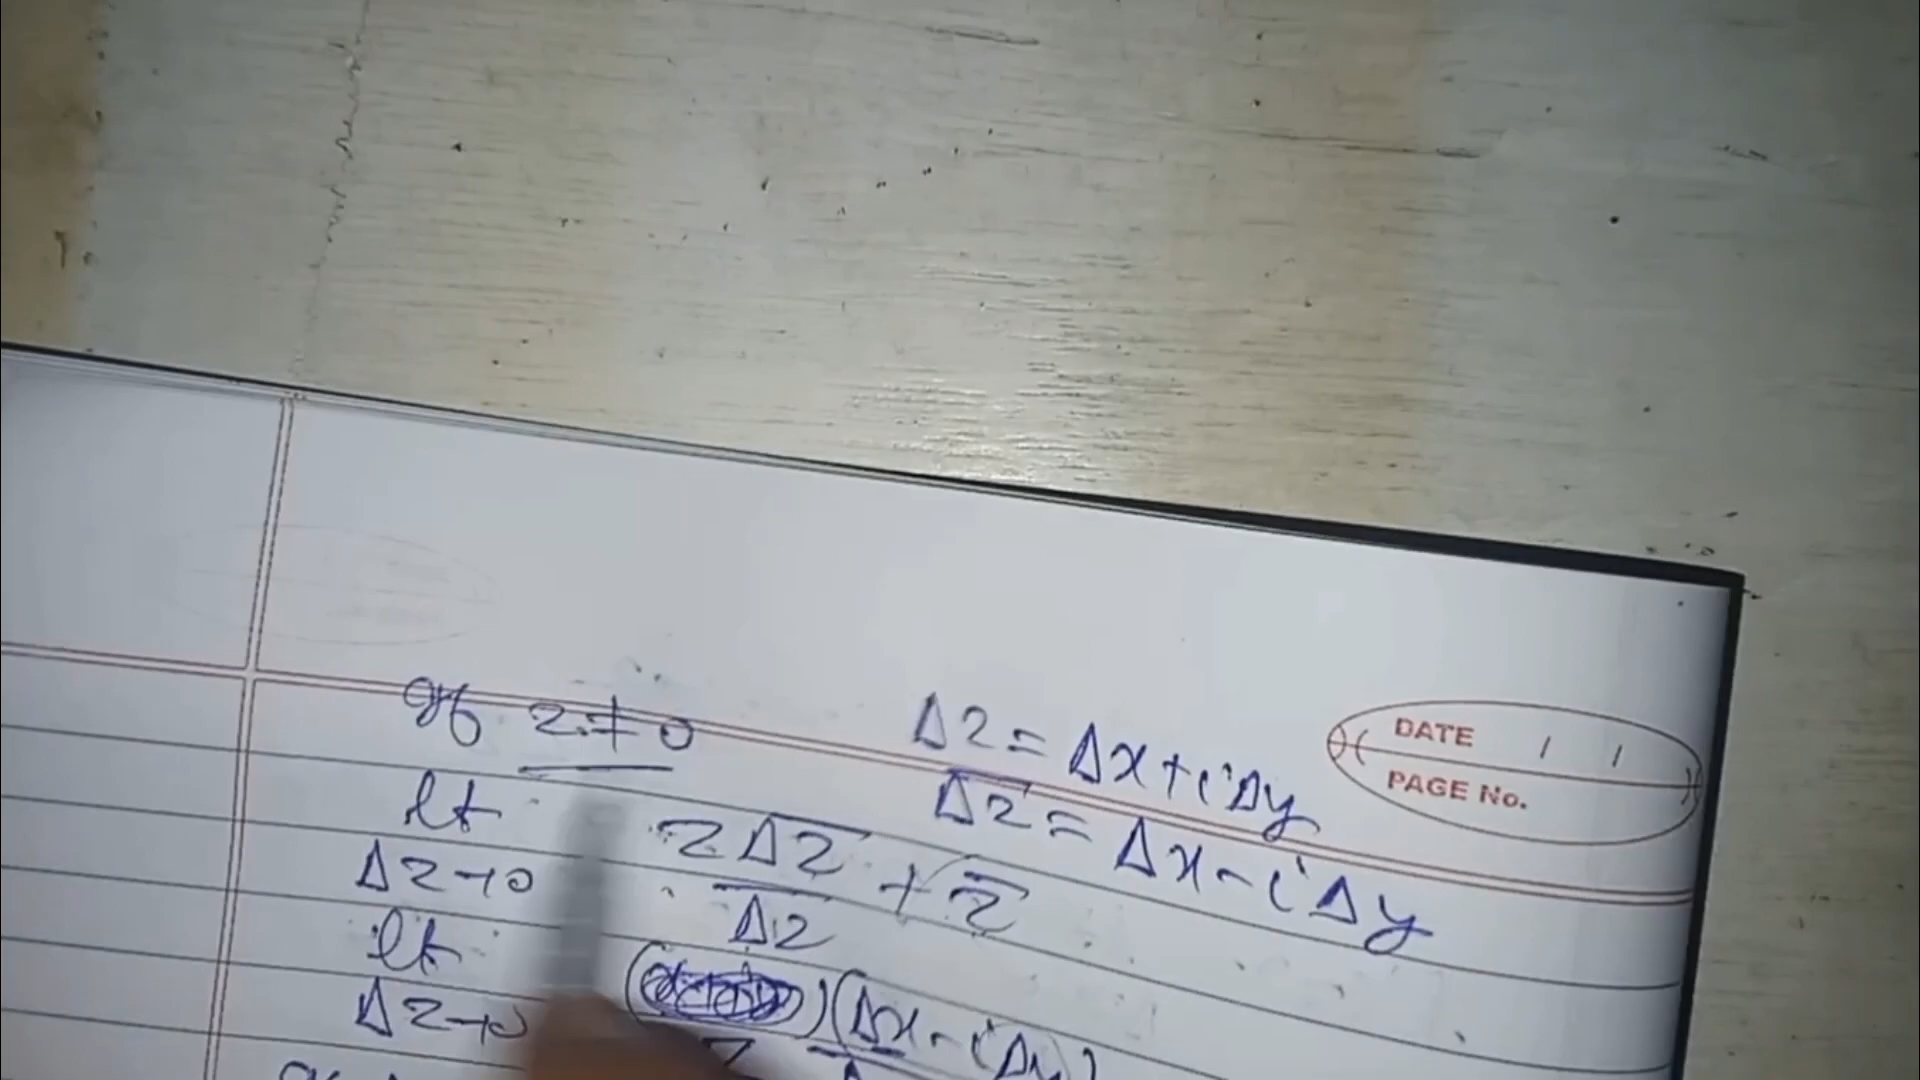 If z ≠ 0
Δz = Δx + iΔy
DATE / /
PAGE No.
Δz̅ = Δx - iΔy
lt
Δz→0
z Δz̅ / Δz + z̅
lt
Δz→0
(Δx - iΔy)
z